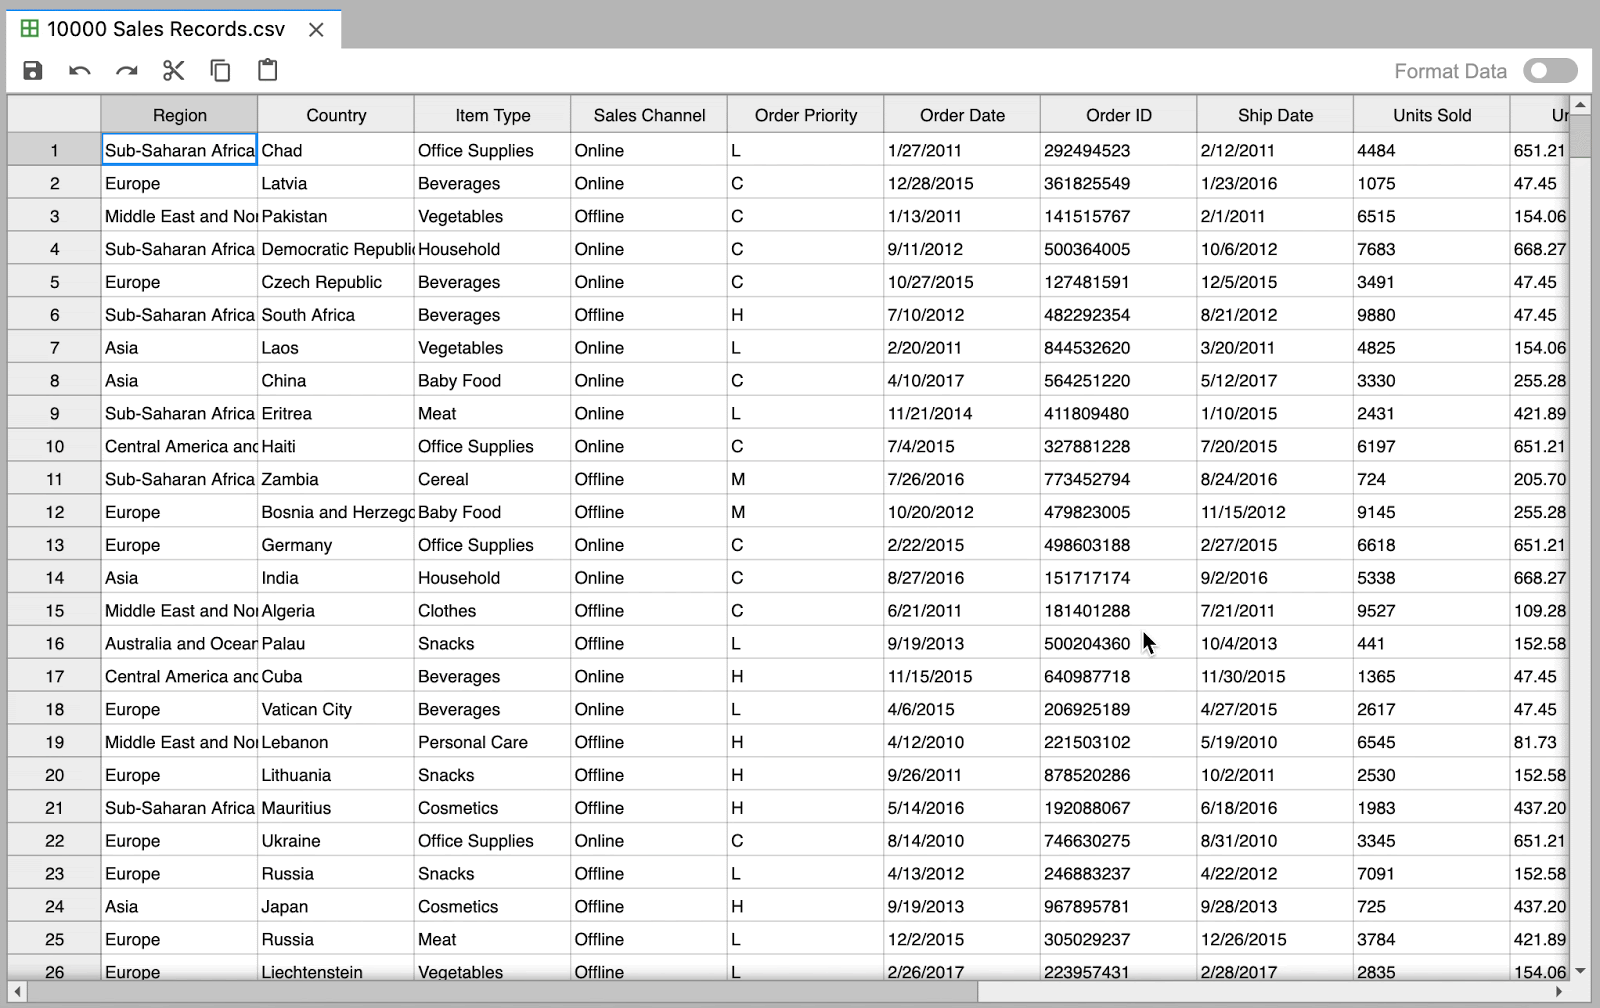 10000 Sales Records.csv
Format Data
Region Country Item Type Sales Channel Order Priority Order Date Order ID Ship Date Units Sold Ur
1 Sub-Saharan Africa Chad Office Supplies Online L 1/27/2011 292494523 2/12/2011 4484 651.21
2 Europe Latvia Beverages Online C 12/28/2015 361825549 1/23/2016 1075 47.45
3 Middle East and Nor Pakistan Vegetables Offline C 1/13/2011 141515767 2/1/2011 6515 154.06
4 Sub-Saharan Africa Democratic Republic Household Online C 9/11/2012 500364005 10/6/2012 7683 668.27
5 Europe Czech Republic Beverages Online C 10/27/2015 127481591 12/5/2015 3491 47.45
6 Sub-Saharan Africa South Africa Beverages Offline H 7/10/2012 482292354 8/21/2012 9880 47.45
7 Asia Laos Vegetables Online L 2/20/2011 844532620 3/20/2011 4825 154.06
8 Asia China Baby Food Online C 4/10/2017 564251220 5/12/2017 3330 255.28
9 Sub-Saharan Africa Eritrea Meat Online L 11/21/2014 411809480 1/10/2015 2431 421.89
10 Central America and Haiti Office Supplies Online C 7/4/2015 327881228 7/20/2015 6197 651.21
11 Sub-Saharan Africa Zambia Cereal Offline M 7/26/2016 773452794 8/24/2016 724 205.70
12 Europe Bosnia and Herzego Baby Food Offline M 10/20/2012 479823005 11/15/2012 9145 255.28
13 Europe Germany Office Supplies Online C 2/22/2015 498603188 2/27/2015 6618 651.21
14 Asia India Household Online C 8/27/2016 151717174 9/2/2016 5338 668.27
15 Middle East and Nor Algeria Clothes Offline C 6/21/2011 181401288 7/21/2011 9527 109.28
16 Australia and Ocean Palau Snacks Offline L 9/19/2013 500204360 10/4/2013 441 152.58
17 Central America and Cuba Beverages Online H 11/15/2015 640987718 11/30/2015 1365 47.45
18 Europe Vatican City Beverages Online L 4/6/2015 206925189 4/27/2015 2617 47.45
19 Middle East and Nor Lebanon Personal Care Offline H 4/12/2010 221503102 5/19/2010 6545 81.73
20 Europe Lithuania Snacks Offline H 9/26/2011 878520286 10/2/2011 2530 152.58
21 Sub-Saharan Africa Mauritius Cosmetics Offline H 5/14/2016 192088067 6/18/2016 1983 437.20
22 Europe Ukraine Office Supplies Online C 8/14/2010 746630275 8/31/2010 3345 651.21
23 Europe Russia Snacks Offline L 4/13/2012 246883237 4/22/2012 7091 152.58
24 Asia Japan Cosmetics Offline H 9/19/2013 967895781 9/28/2013 725 437.20
25 Europe Russia Meat Offline L 12/2/2015 305029237 12/26/2015 3784 421.89
26 Europe Liechtenstein Vegetables Offline L 2/26/2017 223957431 2/28/2017 2835 154.06